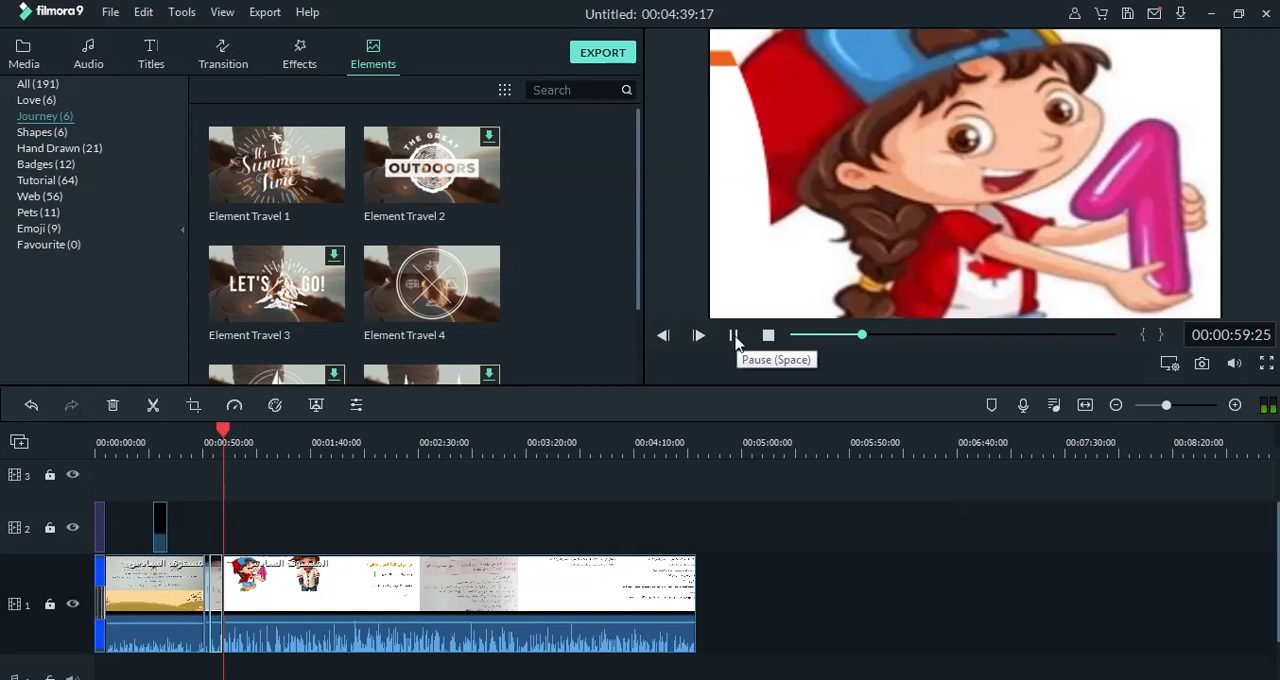 filmora9 File Edit Tools View Export Help Untitled: 00:04:39:17
Media Audio Titles Transition Effects Elements EXPORT
Search
All (191)
Love (6)
Journey (6)
Shapes (6)
Hand Drawn (21)
Badges (12)
Tutorial (64)
Web (56)
Pets (11)
Emoji (9)
Favourite (0)
It's Summer Time
Element Travel 1
THE GREAT OUTDOORS
Element Travel 2
LET'S GO!
Element Travel 3
Element Travel 4
1
{ } 00:00:59:25
Pause (Space)
00:00:00:00 00:00:50:00 00:01:40:00 00:02:30:00 00:03:20:00 00:04:10:00 00:05:00:00 00:05:50:00 00:06:40:00 00:07:30:00 00:08:20:00
3
2
1